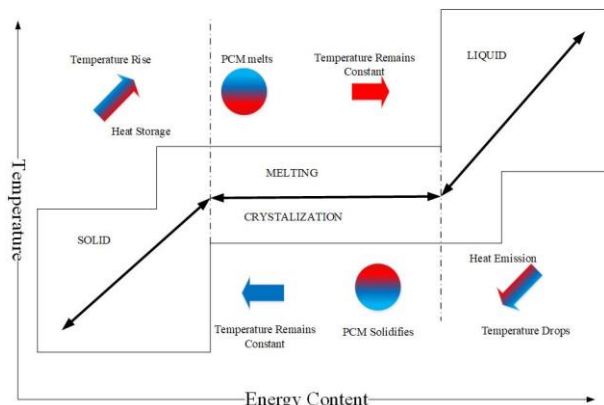 Temperature Rise
PCM melts
Temperature Remains
Constant
LIQUID
Heat Storage
MELTING
Temperature
CRYSTALIZATION
SOLID
Heat Emission
Temperature Remains
Constant
PCM Solidifies
Temperature Drops
Energy Content